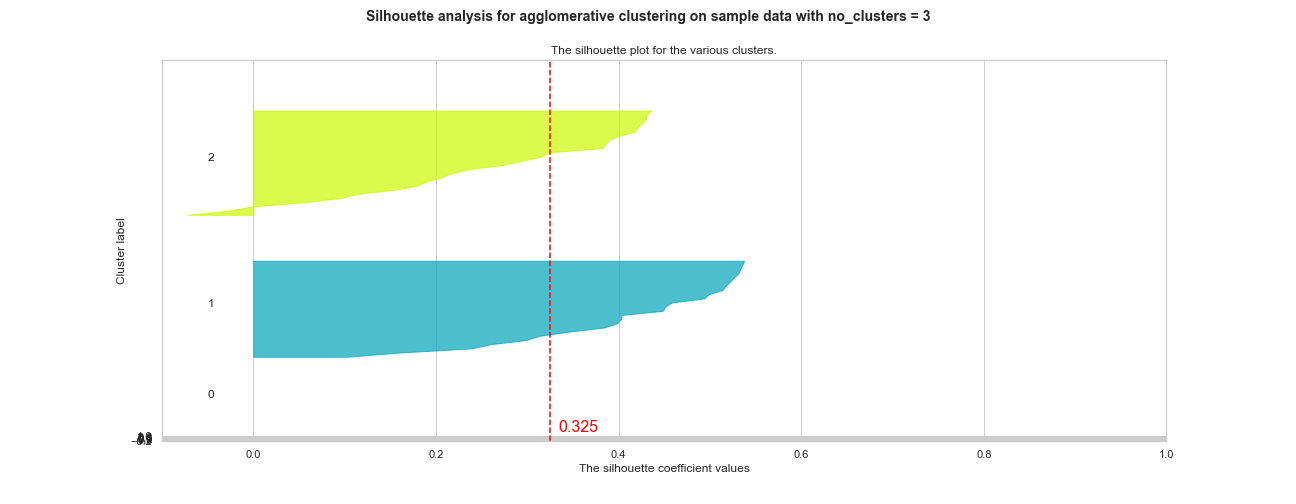 Silhouette analysis for agglomerative clustering on sample data with no_clusters = 3
The silhouette plot for the various clusters.
2
1
0
Cluster label
0.325
0.0 0.2 0.4 0.6 0.8 1.0
The silhouette coefficient values